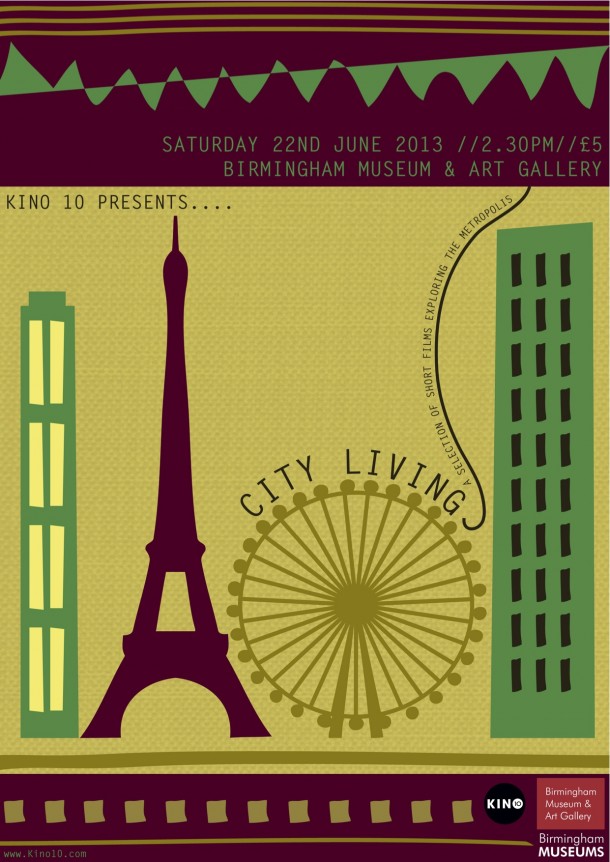 SATURDAY 22ND JUNE 2013 //2.30PM//£5
BIRMINGHAM MUSEUM & ART GALLERY
KINO 10 PRESENTS....
A SELECTION OF SHORT FILMS EXPLORING THE METROPOLIS
CITY LIVING
KINO10
Birmingham
Museum &
Art Gallery
Birmingham
MUSEUMS
www.Kino10.com